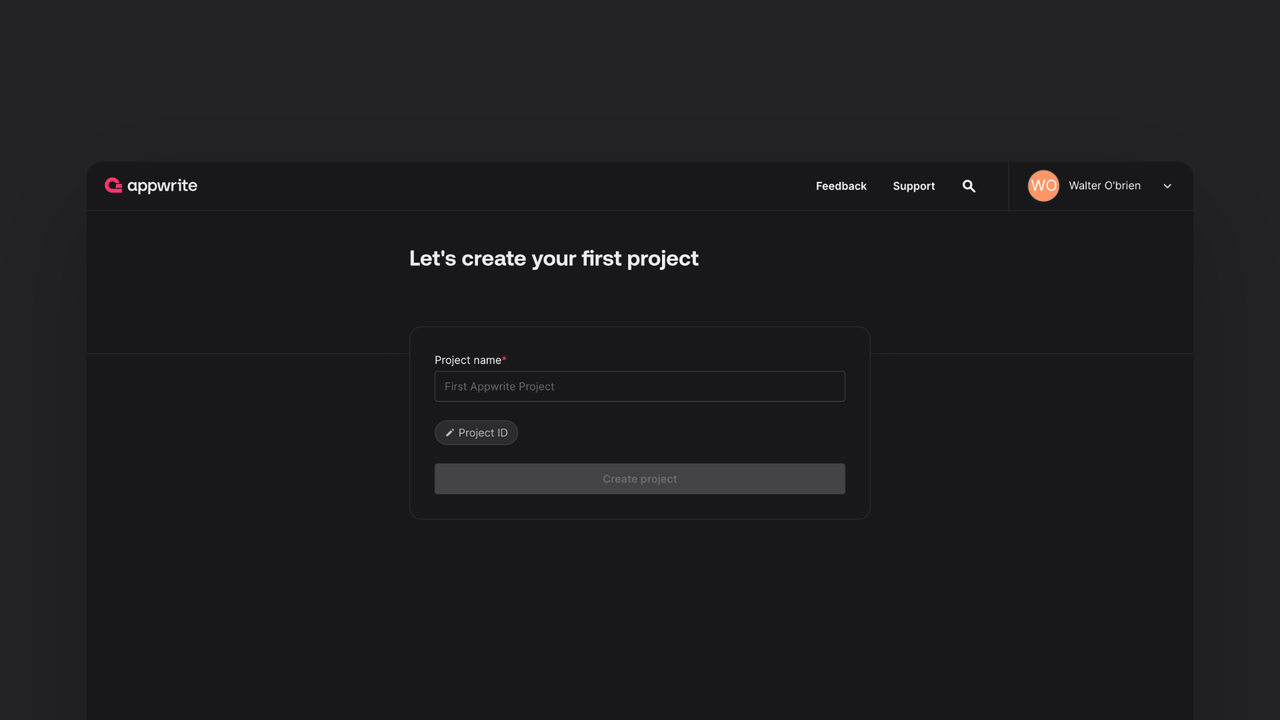 appwrite
Feedback Support
WO Walter O'brien
Let's create your first project
Project name*
First Appwrite Project
Project ID
Create project